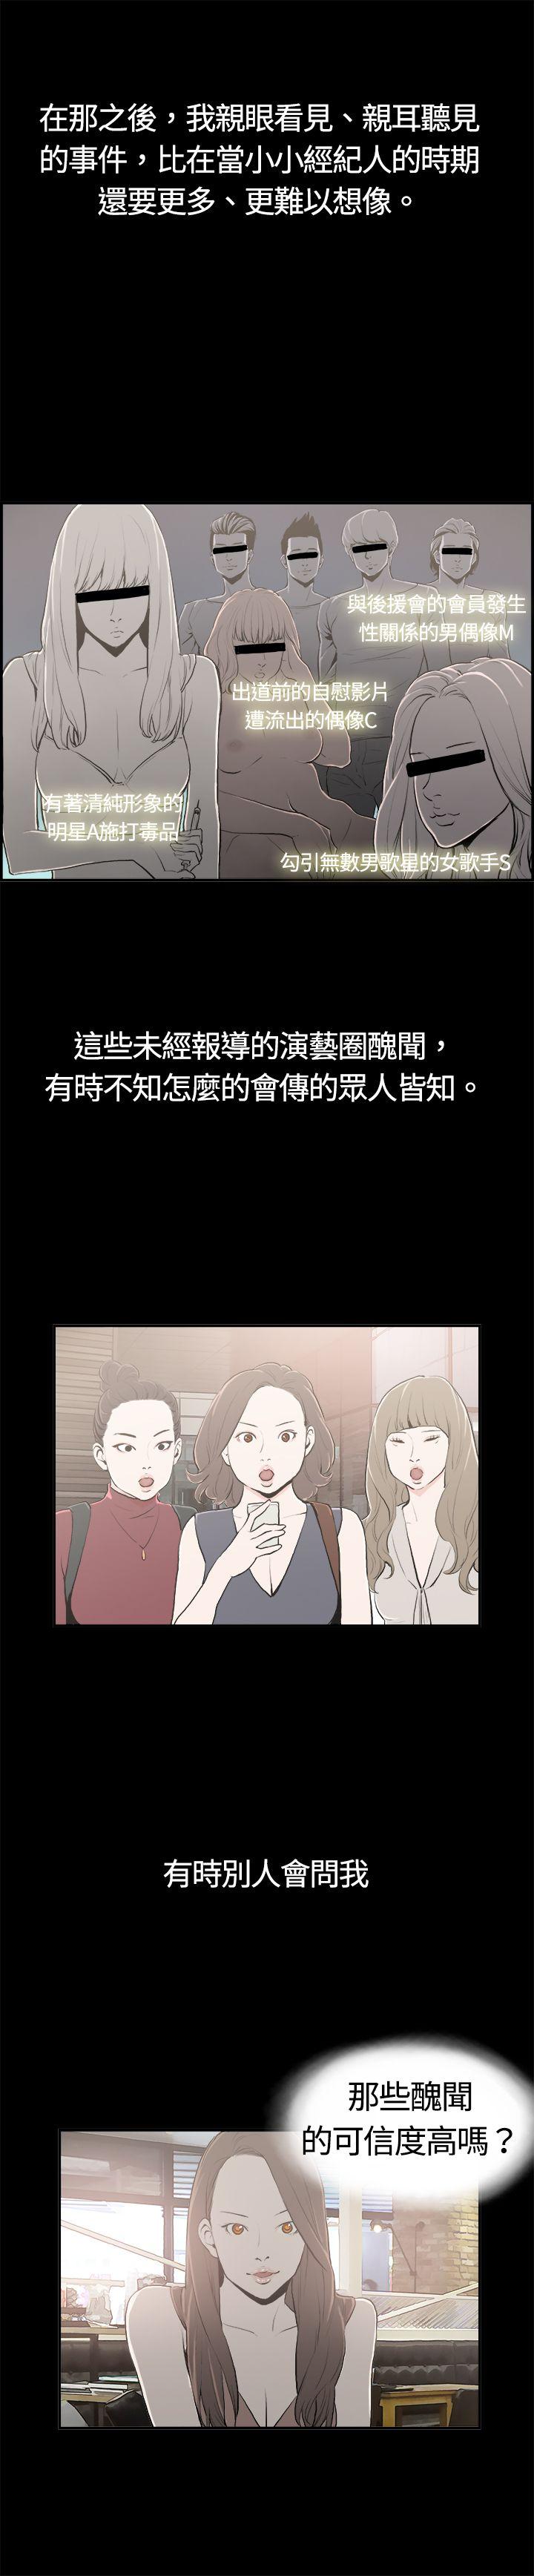 在那之後，我親眼看見、親耳聽見
的事件，比在當小小經紀人的時期
還要更多、更難以想像。
與後援會的會員發生
性關係的男偶像M
出道前的自慰影片
遭流出的偶像C
有著清純形象的
明星A施打毒品
勾引無數男歌星的女歌手S
這些未經報導的演藝圈醜聞，
有時不知怎麼的會傳的眾人皆知。
有時別人會問我
那些醜聞
的可信度高嗎？